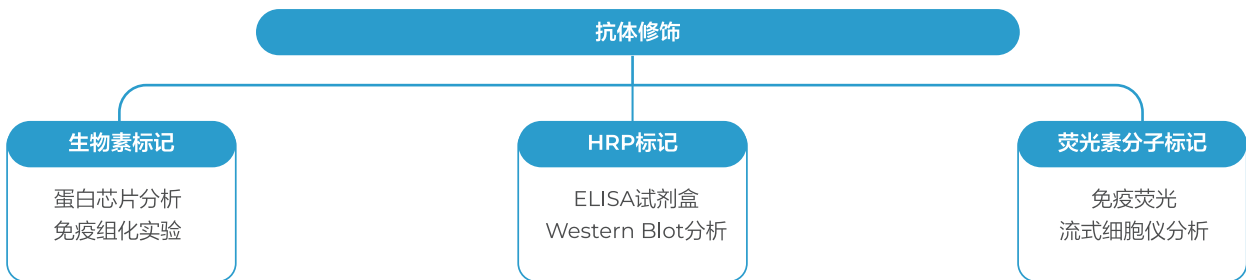 抗体修饰
生物素标记
蛋白芯片分析
免疫组化实验
HRP标记
ELISA试剂盒
Western Blot分析
荧光素分子标记
免疫荧光
流式细胞仪分析